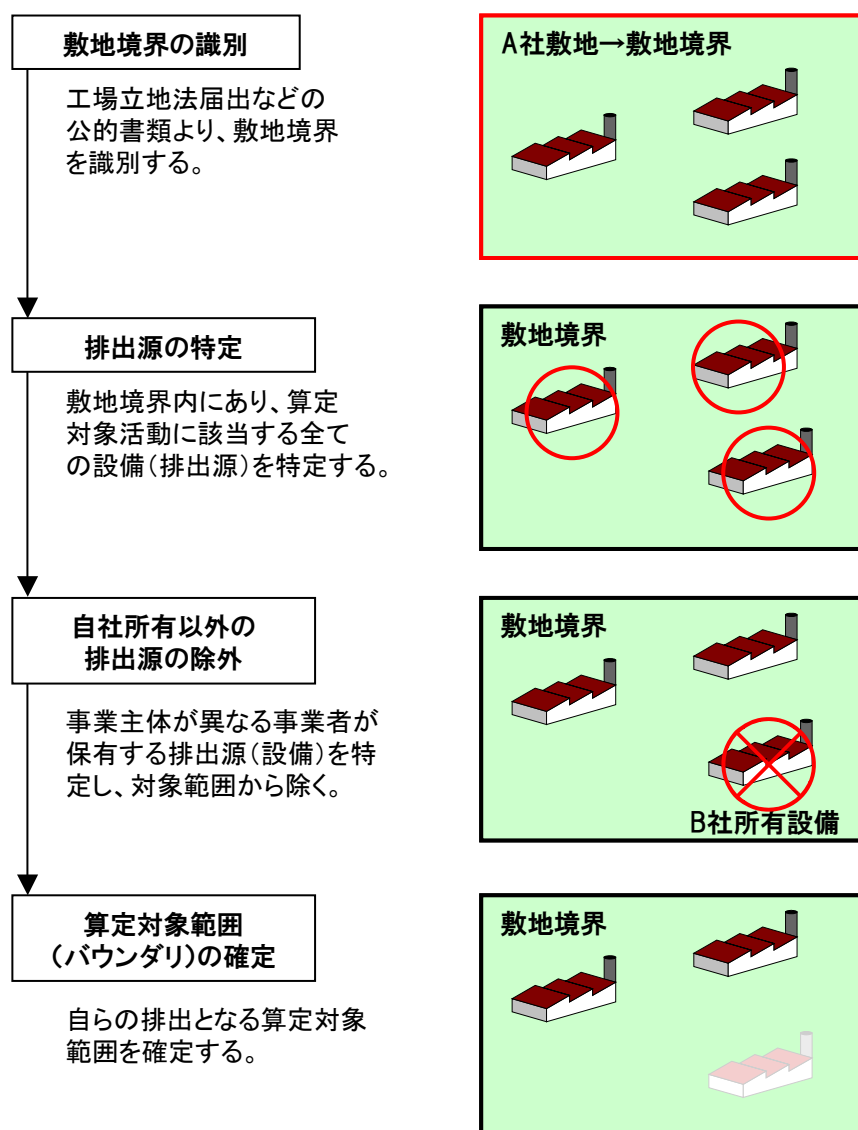 敷地境界の識別
工場立地法届出などの
公的書類より、敷地境界
を識別する。
A社敷地→敷地境界
排出源の特定
敷地境界内にあり、算定
対象活動に該当する全て
の設備（排出源）を特定する。
敷地境界
自社所有以外の
排出源の除外
事業主体が異なる事業者が
保有する排出源（設備）を特
定し、対象範囲から除く。
敷地境界
B社所有設備
算定対象範囲
（バウンダリ）の確定
自らの排出となる算定対象
範囲を確定する。
敷地境界